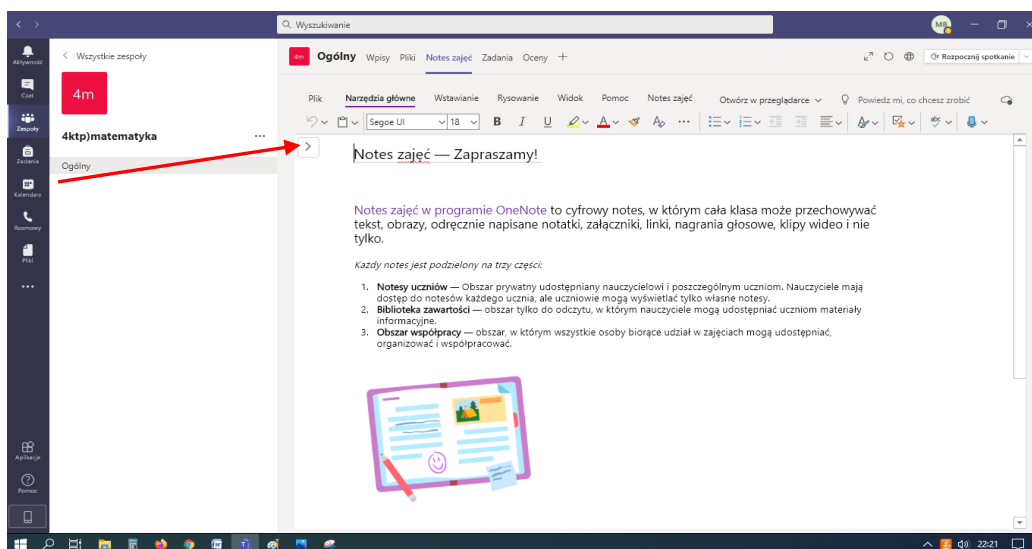 Wyszukiwanie
MB
Aktywność
Czat
Zespoły
Zadania
Kalendarz
Rozmowy
Pliki
Aplikacje
Pomoc
Wszystkie zespoły
4m
4ktp)matematyka
Ogólny
4m Ogólny Wpisy Pliki Notes zajęć Zadania Oceny
Rozpocznij spotkanie
Plik Narzędzia główne Wstawianie Rysowanie Widok Pomoc Notes zajęć Otwórz w przeglądarce Powiedz mi, co chcesz zrobić
Segoe UI 18 B I U A A
Notes zajęć — Zapraszamy!
Notes zajęć w programie OneNote to cyfrowy notes, w którym cała klasa może przechowywać
tekst, obrazy, odręcznie napisane notatki, załączniki, linki, nagrania głosowe, klipy wideo i nie
tylko.
Każdy notes jest podzielony na trzy części:
1. Notesy uczniów — Obszar prywatny udostępniany nauczycielowi i poszczególnym uczniom. Nauczyciele mają
dostęp do notesów każdego ucznia, ale uczniowie mogą wyświetlać tylko własne notesy.
2. Biblioteka zawartości — obszar tylko do odczytu, w którym nauczyciele mogą udostępniać uczniom materiały
informacyjne.
3. Obszar współpracy — obszar, w którym wszystkie osoby biorące udział w zajęciach mogą udostępniać,
organizować i współpracować.
22:21